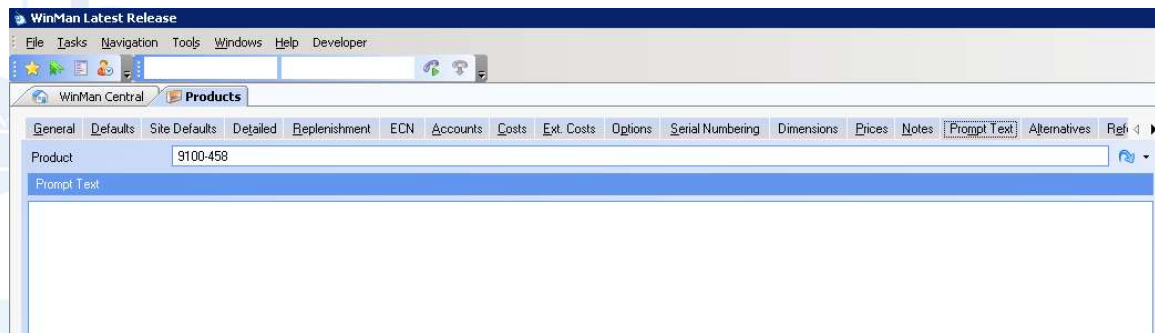 WinMan Latest Release
File Tasks Navigation Tools Windows Help Developer
WinMan Central Products
General Defaults Site Defaults Detailed Replenishment ECN Accounts Costs Ext. Costs Options Serial Numbering Dimensions Prices Notes Prompt Text Alternatives Ref
Product 9100-458
Prompt Text